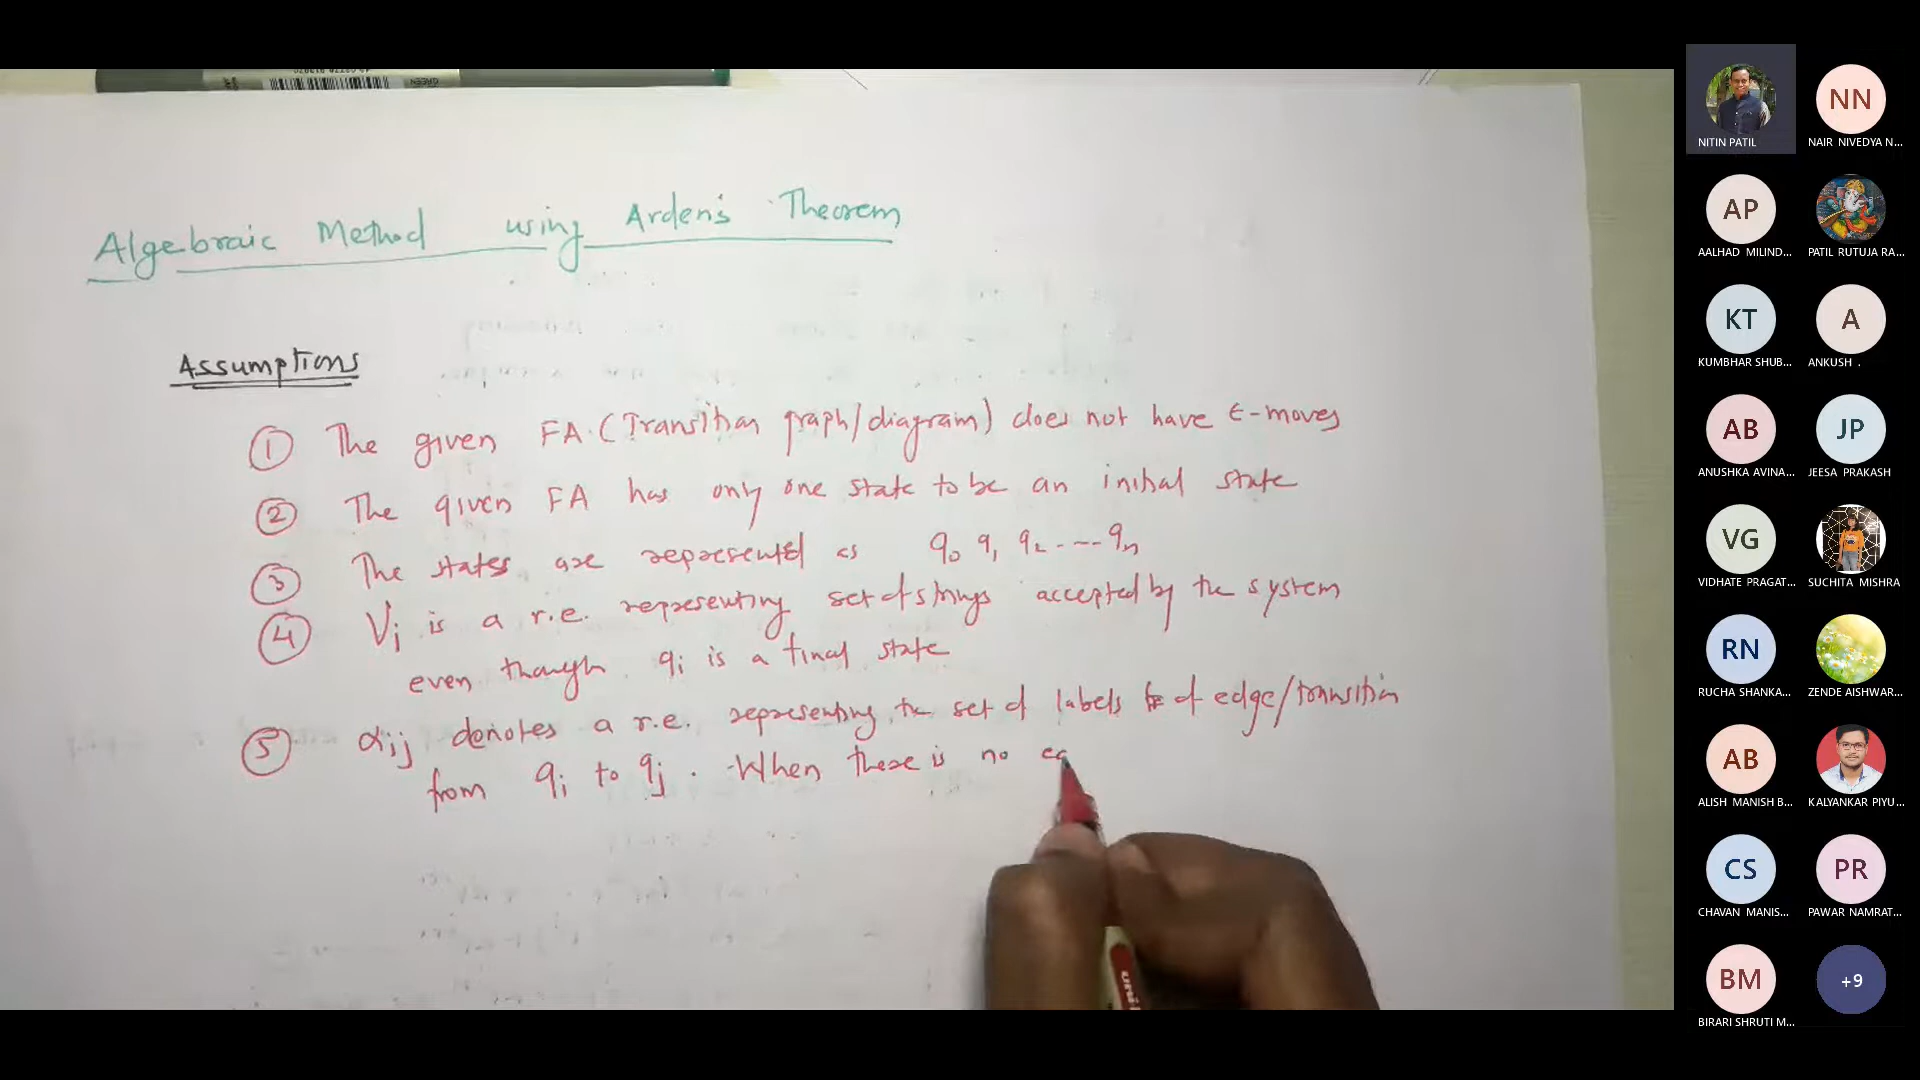 Algebraic Method using Arden's Theorem
Assumptions
① The given FA (Transition graph/diagram) does not have ε-moves
② The given FA has only one state to be an initial state
③ The states are represented as q0 q1 q2 ---- qn
④ Vi is a r.e. representing set of strings accepted by the system
even though qi is a final state
⑤ αij denotes a r.e. representing the set of labels of edge/transition
from qi to qj. When there is no
uni
NITIN PATIL
NN
NAIR NIVEDYA N...
AP
AALHAD MILIND...
PATIL RUTUJA RA...
KT
KUMBHAR SHUB...
A
ANKUSH .
AB
ANUSHKA AVINA...
JP
JEESA PRAKASH
VG
VIDHATE PRAGAT...
SUCHITA MISHRA
RN
RUCHA SHANKA...
ZENDE AISHWAR...
AB
ALISH MANISH B...
KALYANKAR PIYU...
CS
CHAVAN MANIS...
PR
PAWAR NAMRAT...
BM
BIRARI SHRUTI M...
+9